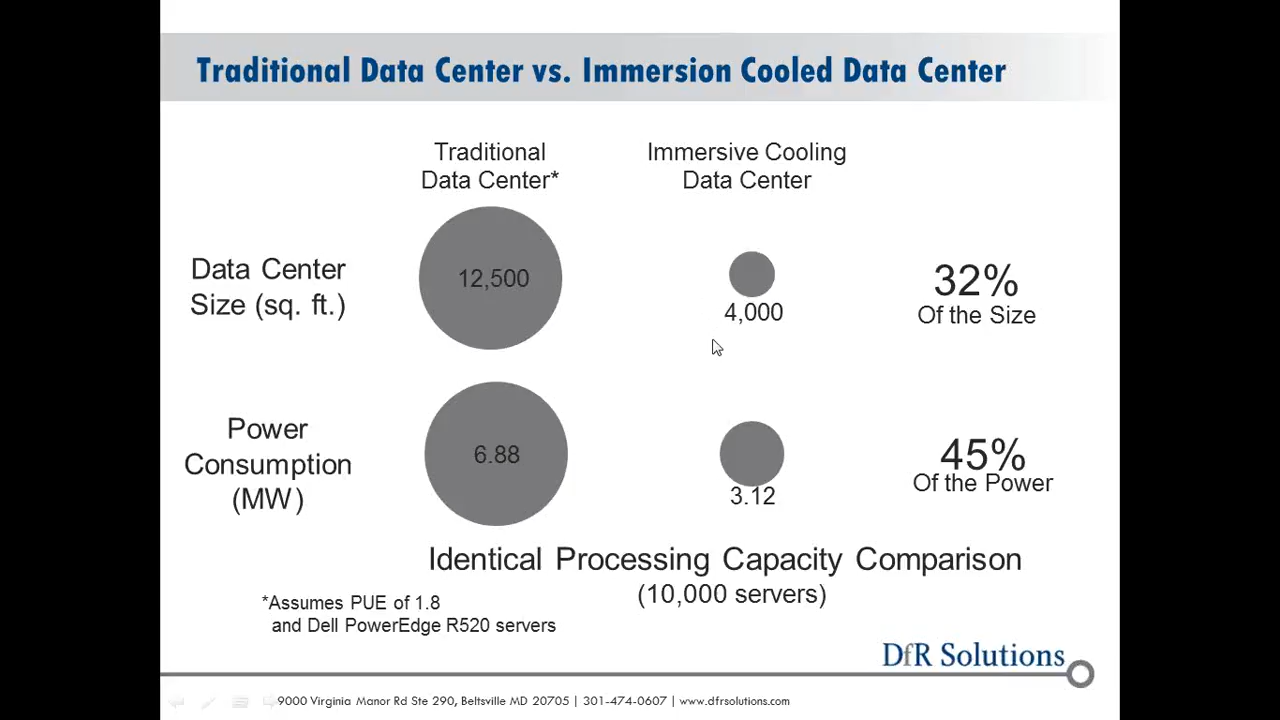 Traditional Data Center vs. Immersion Cooled Data Center
Traditional
Data Center*
Immersive Cooling
Data Center
Data Center
Size (sq. ft.)
12,500
4,000
32%
Of the Size
Power
Consumption
(MW)
6.88
3.12
45%
Of the Power
Identical Processing Capacity Comparison
(10,000 servers)
*Assumes PUE of 1.8
and Dell PowerEdge R520 servers
DfR Solutions
9000 Virginia Manor Rd Ste 290, Beltsville MD 20705 | 301-474-0607 | www.dfrsolutions.com